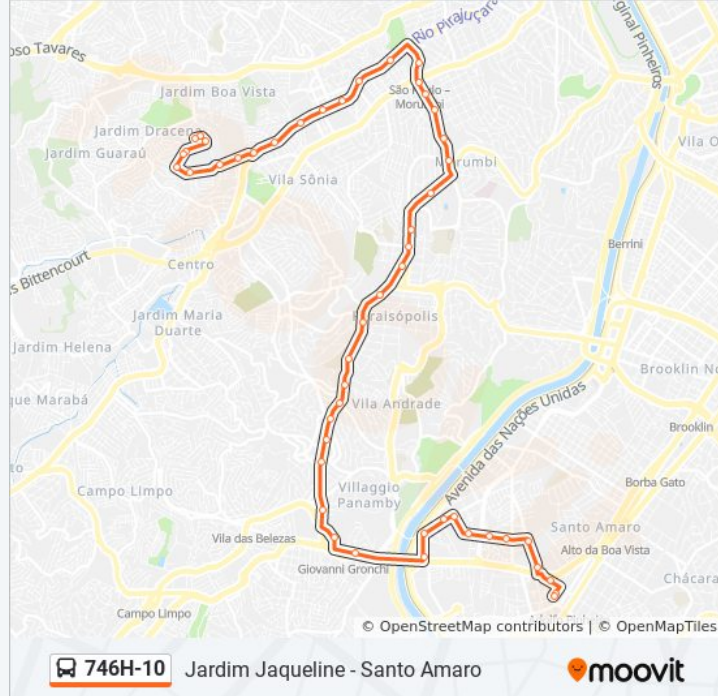 Rio Pirajuçara
oso Tavares
ginal Pinheiros
Jardim Boa Vista
São Paulo –
Morumbi
Jardim Dracena
Jardim Guaraú
Morumbi
Vila O
Vila Sônia
Berrini
s Bittencourt
Centro
Jardim Maria
Duarte
Paraisópolis
Jardim Helena
Brooklin No
que Marabá
Vila Andrade
Avenida das Nações Unidas
Brooklin
to
Campo Limpo
Villaggio
Panamby
Borba Gato
Santo Amaro
Vila das Belezas
Alto da Boa Vista
Giovanni Gronchi
Chácara
Campo Limpo
© OpenStreetMap contributors | © OpenMapTiles
746H-10 Jardim Jaqueline - Santo Amaro
moovit